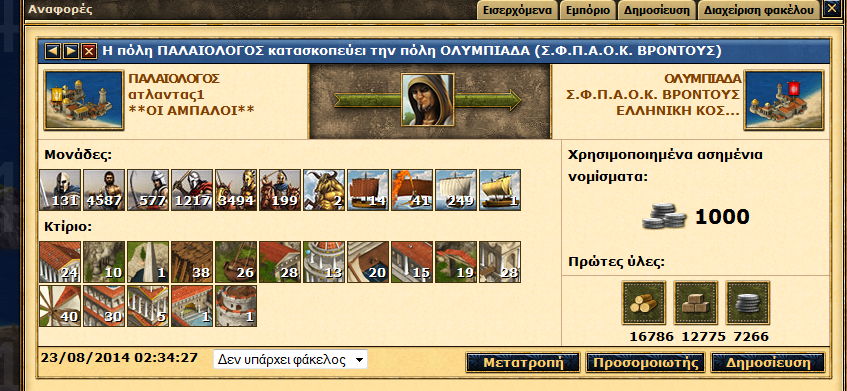 Αναφορές
Εισερχόμενα Εμπόριο Δημοσίευση Διαχείριση φακέλου
Η πόλη ΠΑΛΑΙΟΛΟΓΟΣ κατασκοπεύει την πόλη ΟΛΥΜΠΙΑΔΑ (Σ.Φ.Π.Α.Ο.Κ. ΒΡΟΝΤΟΥΣ)
ΠΑΛΑΙΟΛΟΓΟΣ
ατλαντας1
**ΟΙ ΑΜΠΑΛΟΙ**
ΟΛΥΜΠΙΑΔΑ
Σ.Φ.Π.Α.Ο.Κ. ΒΡΟΝΤΟΥΣ
ΕΛΛΗΝΙΚΗ ΚΟΣ...
Μονάδες:
131 4587 577 1217 3494 199 2 14 41 249 1
Κτίριο:
24 10 1 38 26 28 13 20 15 19 28
40 30 5 1 1
Χρησιμοποιημένα ασημένια
νομίσματα:
1000
Πρώτες ύλες:
16786 12775 7266
23/08/2014 02:34:27
Δεν υπάρχει φάκελος
Μετατροπή Προσομοιωτής Δημοσίευση